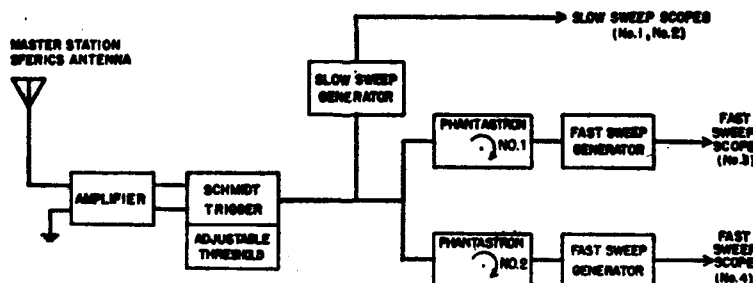 MASTER STATION
SFERICS ANTENNA
SLOW SWEEP SCOPES
(No.1, No.2)
SLOW SWEEP
GENERATOR
AMPLIFIER
SCHMIDT
TRIGGER
ADJUSTABLE
THRESHOLD
PHANTASTRON
NO.1
FAST SWEEP
GENERATOR
FAST
SWEEP
SCOPE
(No.3)
PHANTASTRON
NO.2
FAST SWEEP
GENERATOR
FAST
SWEEP
SCOPE
(No.4)